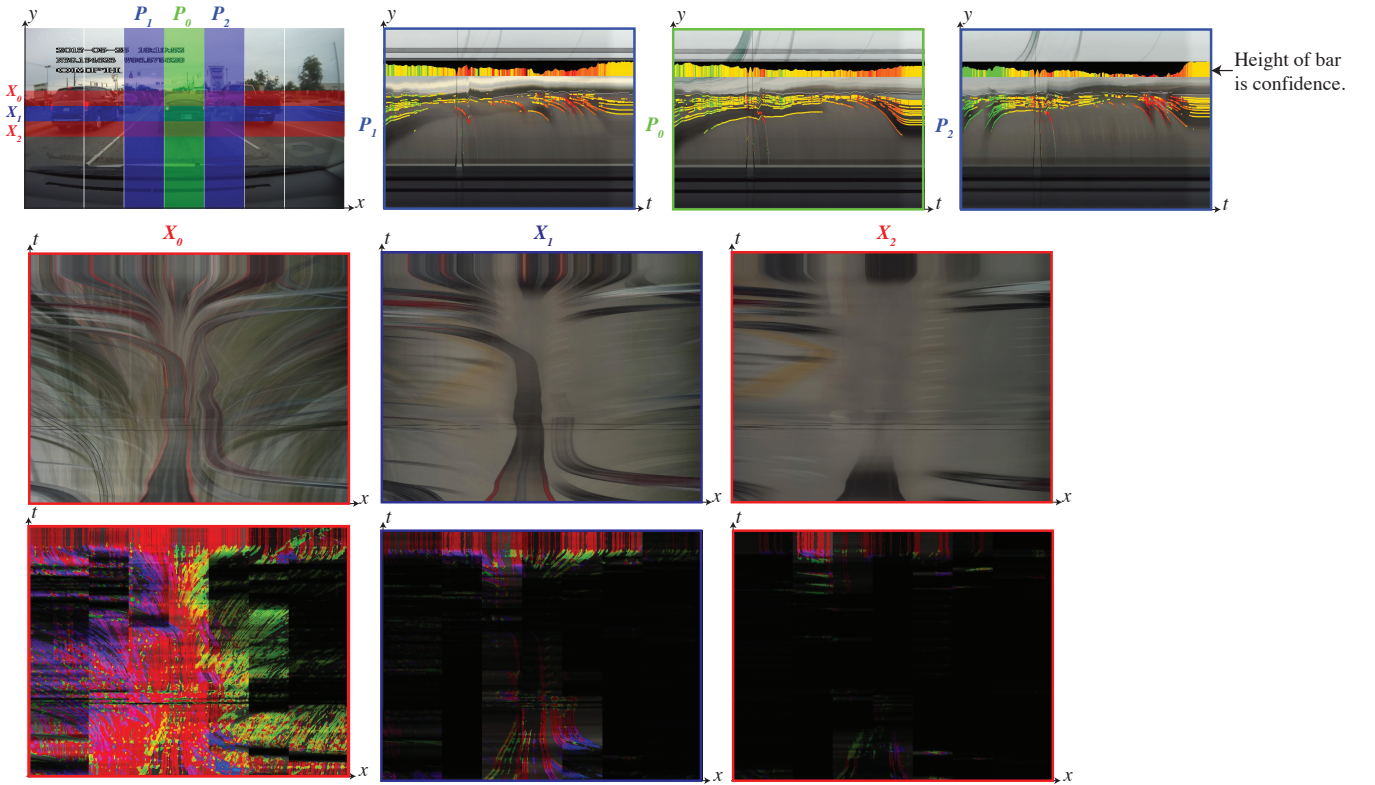 y P₁ P₀ P₂
X₀
X₁
X₂
x
y
P₁
t
y
P₀
t
y
P₂
t
Height of bar
is confidence.
t X₀
x
t X₁
x
t X₂
x
t
x
t
x
t
x